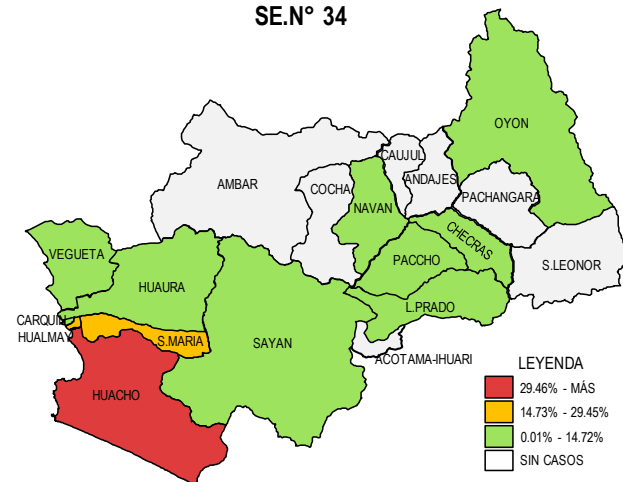 SE.N° 34
OYON
CAUJUL
ANDAJES
AMBAR
COCHA
PACHANGARA
NAVAN
CHECRAS
VEGUETA
PACCHO
S.LEONOR
HUAURA
L.PRADO
CARQUIN
HUALMAY
S.MARIA
SAYAN
ACOTAMA-IHUARI
HUACHO
LEYENDA
29.46% - MÁS
14.73% - 29.45%
0.01% - 14.72%
SIN CASOS